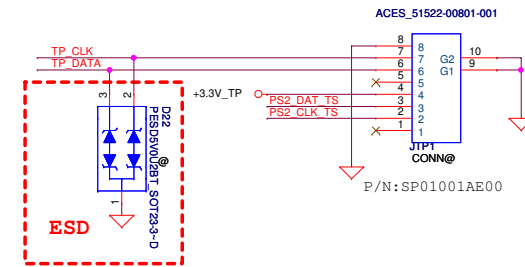 ACES_51522-00801-001
TP_CLK
TP_DATA
8 8
7 7
6 6
5 5
4 4
3 3
2 2
1 1
G2 10
G1 9
+3.3V_TP
PS2_DAT_TS
PS2_CLK_TS
JTP1
CONN@
P/N:SP01001AE00
3
2
1
D22
PESD5V0U2BT_SOT23-3~D
@
ESD